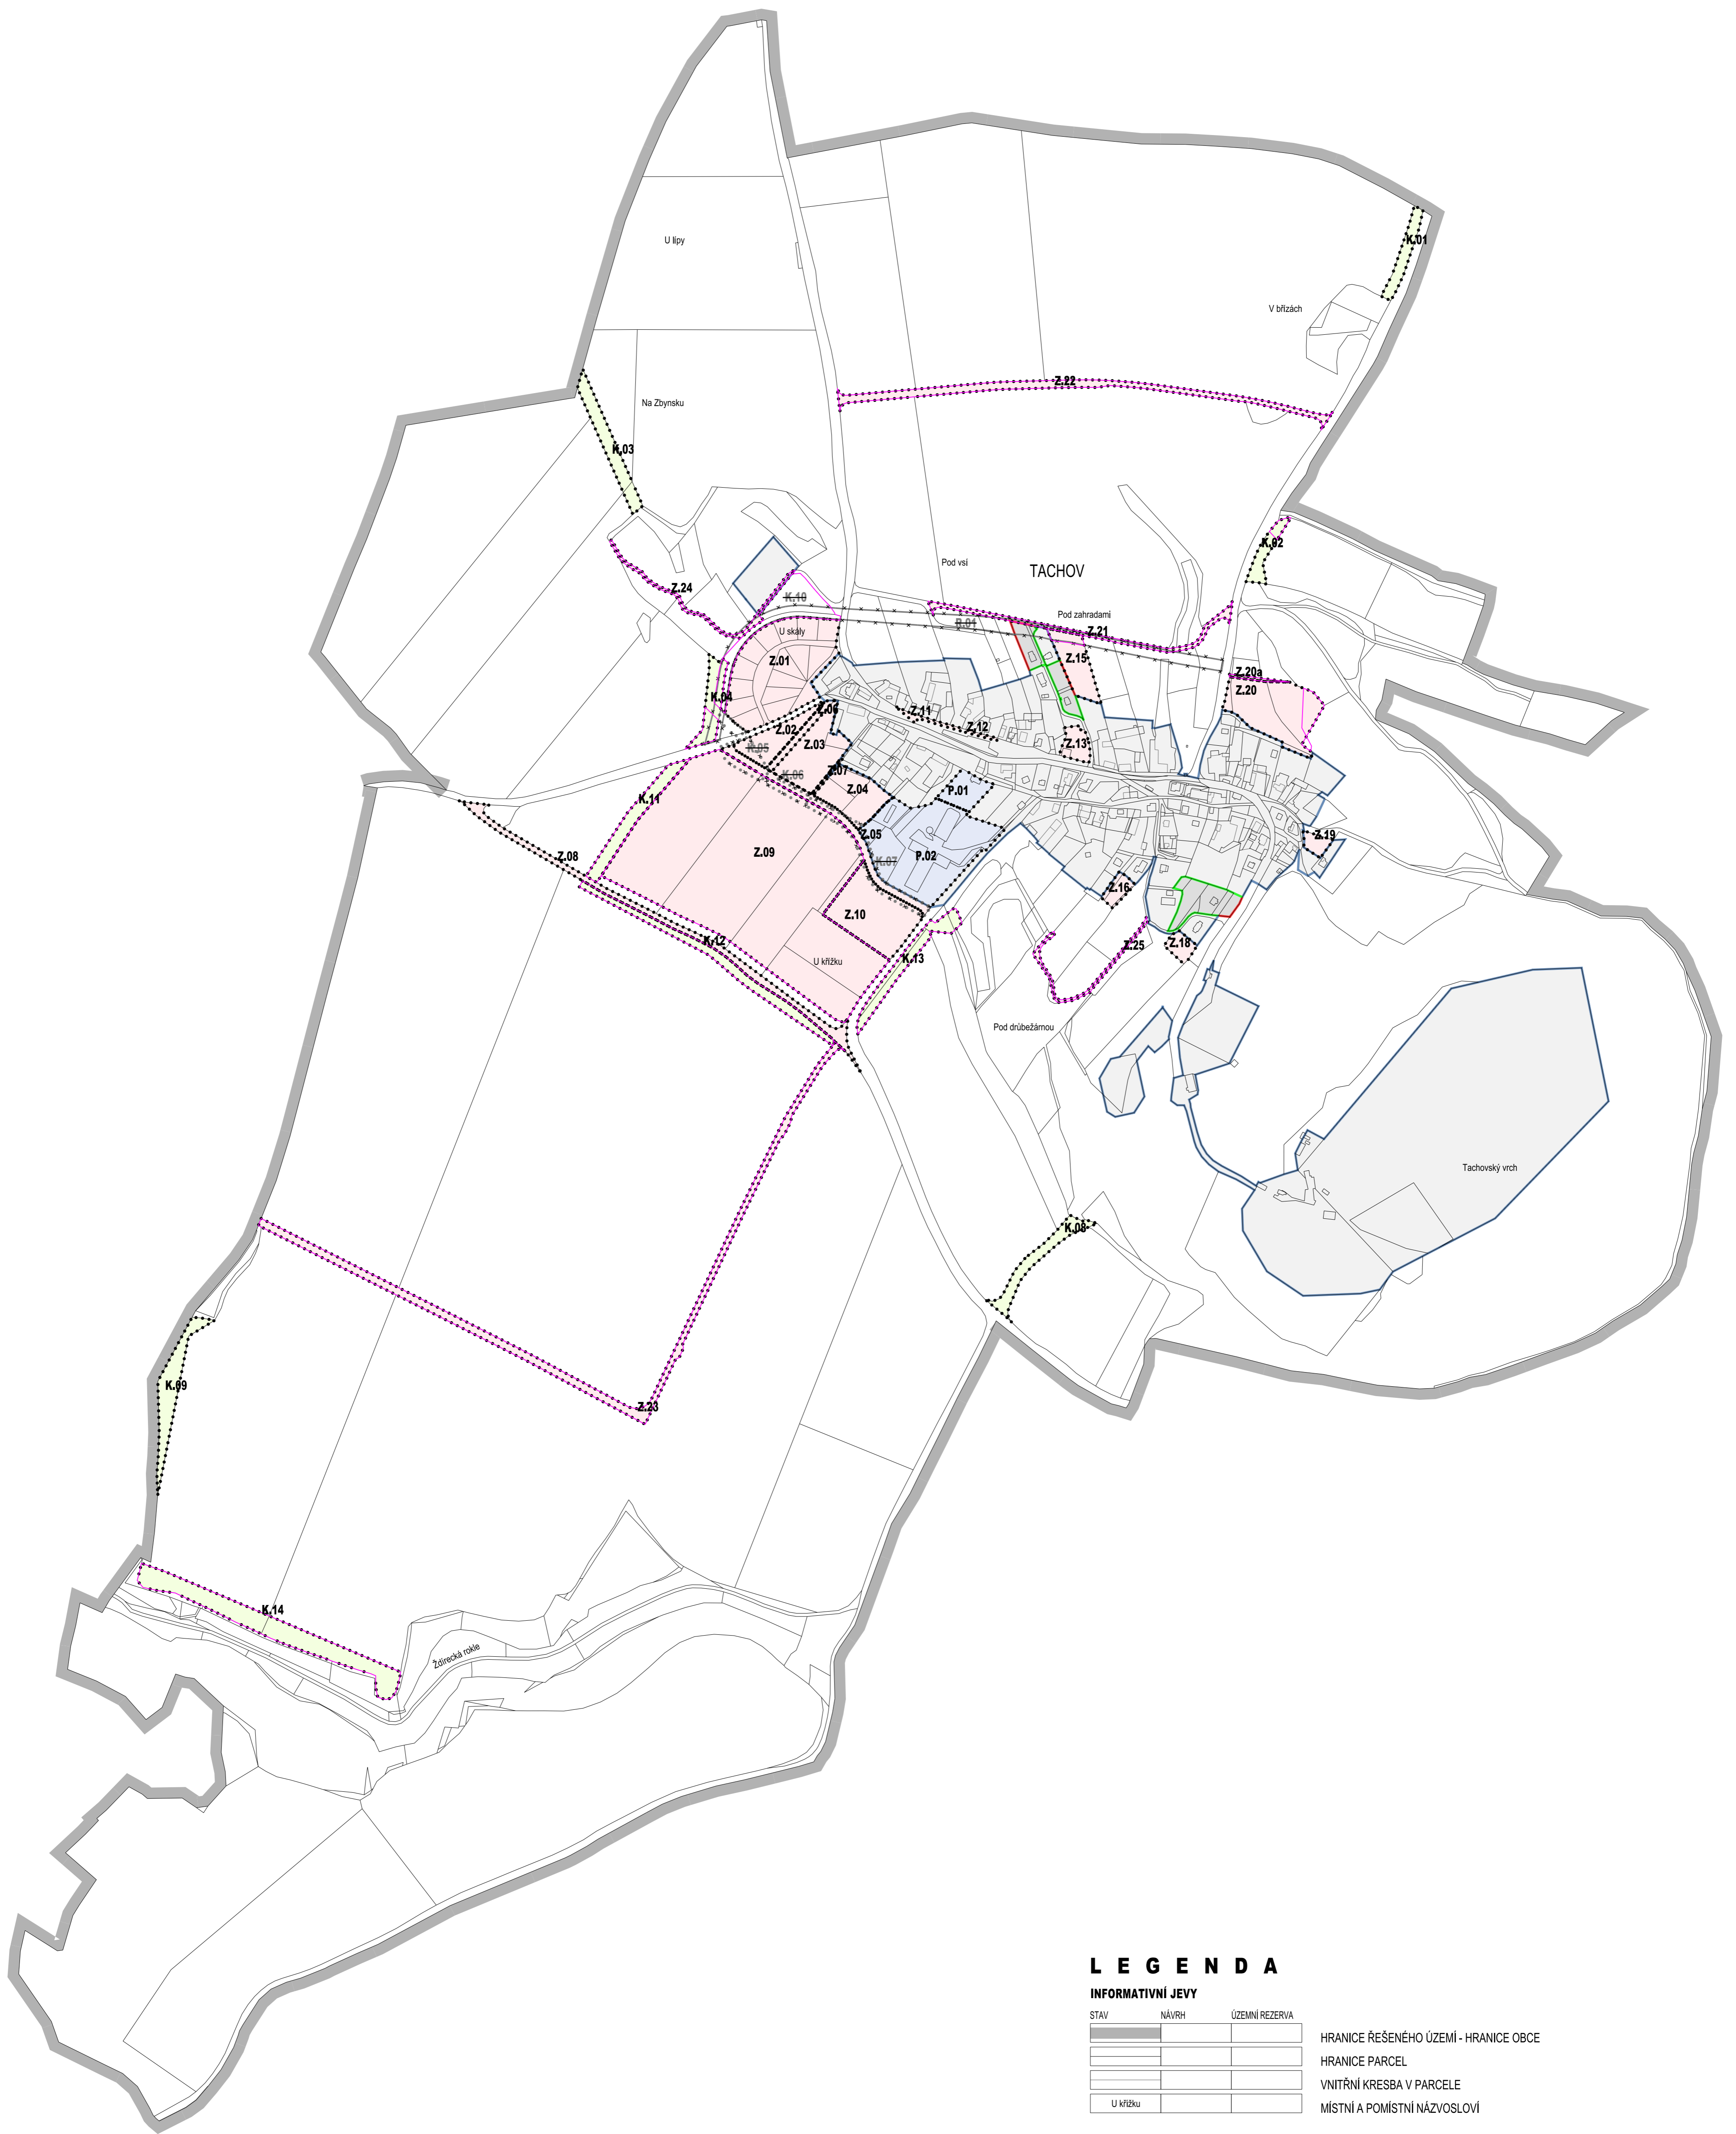 K.01
U lípy
V břízách
Z.22
Na Zbynsku
K.03
K.02
Pod vsi
TACHOV
Z.24
K.10
Pod zahradami
R.01
U skály
Z.21
Z.01
Z.15
Z.20a
Z.20
K.04
Z.06
Z.11
Z.02
Z.12
Z.03
Z.13
K.05
Z.07
K.06
Z.04
P.01
K.11
Z.05
Z.19
Z.09
Z.08
P.02
K.07
Z.16
Z.10
K.12
Z.18
Z.25
U křížku
K.13
Pod drůbežárnou
Tachovský vrch
K.08
K.09
Z.23
K.14
Ždírecká rokle
LEGENDA
INFORMATIVNÍ JEVY
STAV NÁVRH ÚZEMNÍ REZERVA
HRANICE ŘEŠENÉHO ÚZEMÍ - HRANICE OBCE
HRANICE PARCEL
VNITŘNÍ KRESBA V PARCELE
U křížku MÍSTNÍ A POMÍSTNÍ NÁZVOSLOVÍ